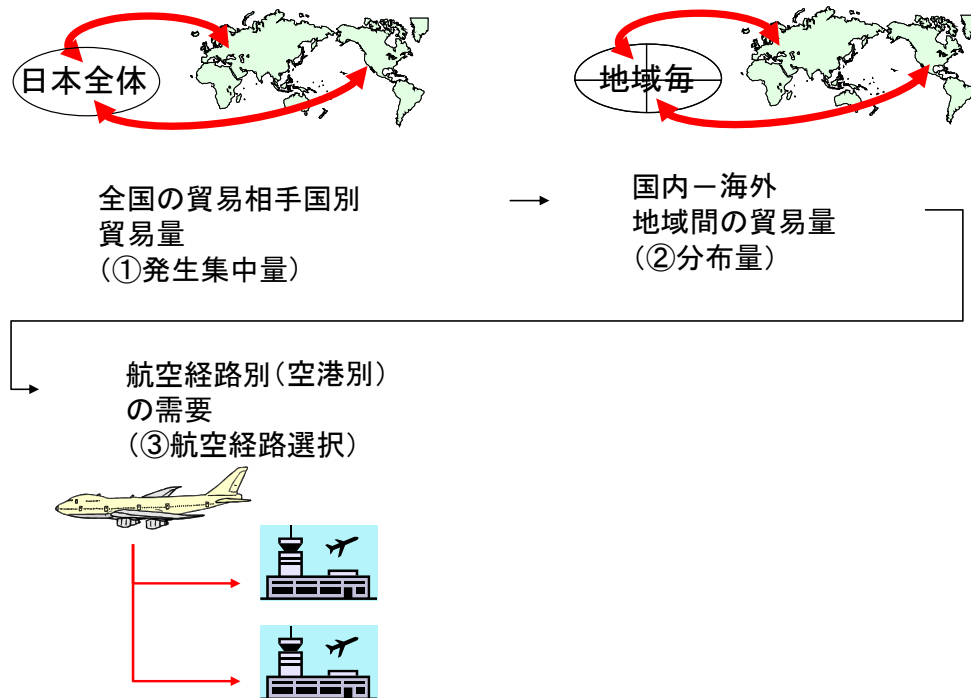 日本全体
地域毎
全国の貿易相手国別
貿易量
(①発生集中量)
国内－海外
地域間の貿易量
(②分布量)
航空経路別(空港別)
の需要
(③航空経路選択)